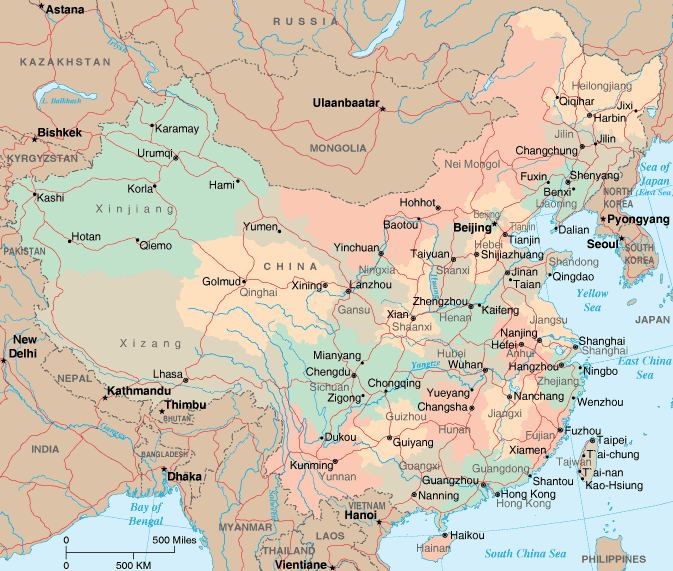 Astana
RUSSIA
Irtysh
KAZAKHSTAN
Heilongjiang
L. Balkhash
Ulaanbaatar
Qiqihar
Jixi
Harbin
Bishkek
Karamay
Jilin
Jilin
MONGOLIA
Changchung
KYRGYZSTAN
Urumqi
Nei Mongol
Sea of
Japan
(East Sea)
Fuxin
Shenyang
Korla
Hami
Benxi
Kashi
Hohhot
Liaoning
NORTH
KOREA
Xinjiang
Baotou
Beijing
Beijing
Pyongyang
Yumen
Tianjin
Tianjin
Dalian
Hotan
Qiemo
Yinchuan
Hebei
Seoul
PAKISTAN
Taiyuan
Shijiazhuang
SOUTH
KOREA
CHINA
Ningxia
Shanxi
Shandong
Golmud
Xining
Lanzhou
Jinan
Qingdao
Qinghai
Huang
Taian
Yellow
Sea
Gansu
Zhengzhou
Kaifeng
JAPAN
Xian
Shaanxi
Henan
Jiangsu
New
Delhi
Xizang
Nanjing
Mianyang
Hubei
Hefei
Shanghai
Anhui
Shanghai
Lhasa
Chengdu
Yangtze
Wuhan
Hangzhou
East China
Sea
NEPAL
Sichuan
Chongqing
Ningbo
Zhejiang
Kathmandu
Zigong
Yueyang
Nanchang
Wenzhou
Thimbu
Changsha
BHUTAN
Guizhou
Jiangxi
Ganges
Dukou
Guiyang
Hunan
Fujian
Fuzhou
INDIA
BANGLADESH
Xiamen
Taipei
Kunming
Guangxi
Taiwan
T'ai-chung
Dhaka
Yunnan
Guangdong
T'ai-nan
Guangzhou
Shantou
Kao-Hsiung
Salween
Nanning
Hong Kong
Bay of
Bengal
VIETNAM
Hong Kong
Hanoi
MYANMAR
LAOS
Haikou
0
500 Miles
Hainan
South China Sea
THAILAND
PHILIPPINES
0
500 KM
Vientiane